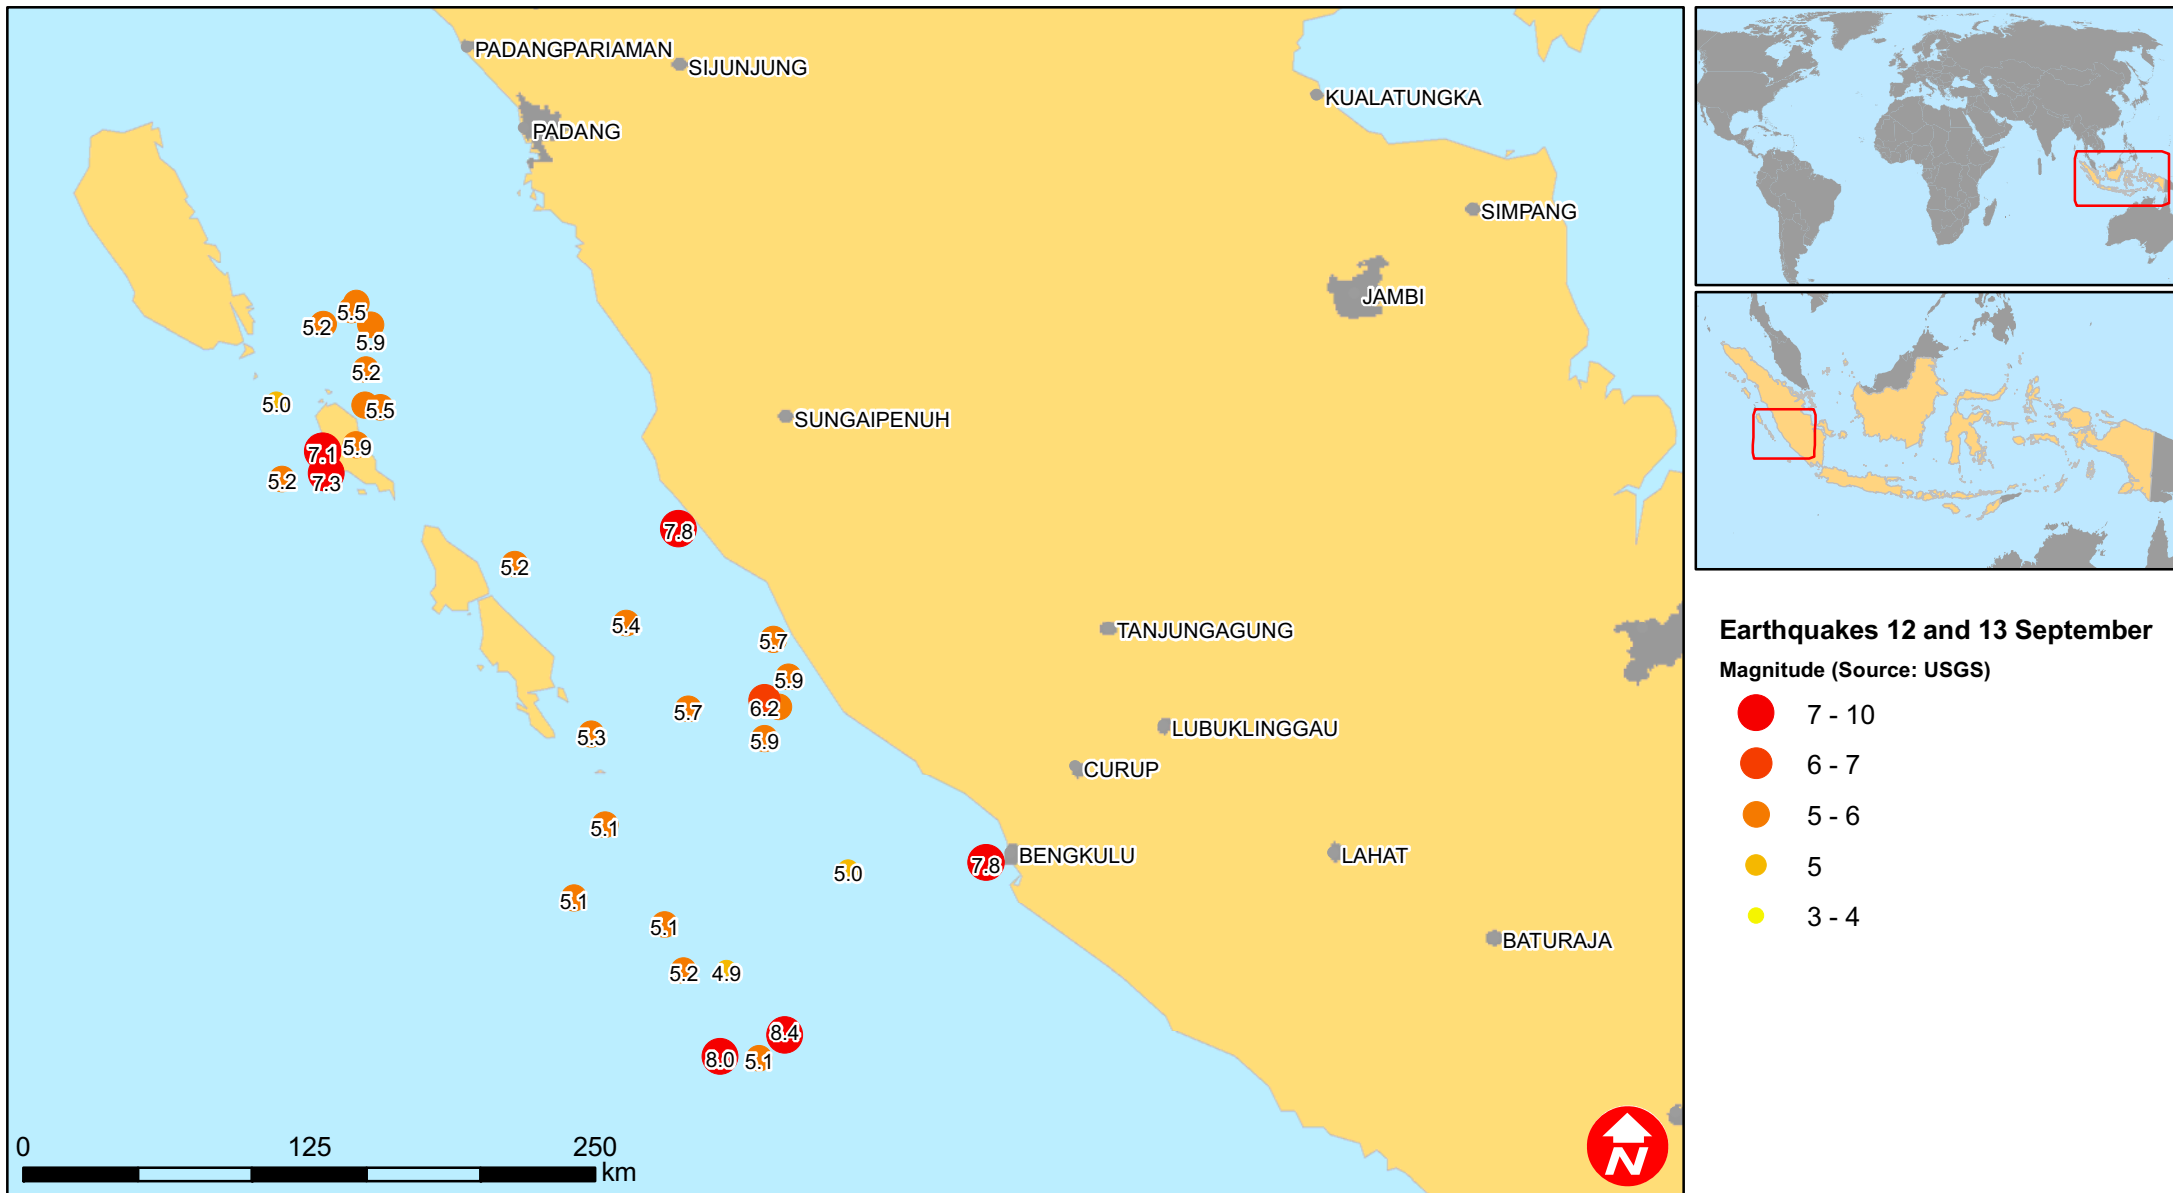 PADANGPARIAMAN
SIJUNJUNG
KUALATUNGKA
PADANG
SIMPANG
JAMBI
5.5
5.2
5.9
5.2
5.0
5.5
SUNGAIPENUH
5.9
7.1
5.2
7.3
7.8
5.2
5.4
TANJUNGAGUNG
5.7
5.9
5.7
6.2
LUBUKLINGGAU
5.3
5.9
CURUP
5.1
BENGKULU
LAHAT
7.8
5.0
5.1
5.1
BATURAJA
5.2
4.9
8.4
8.0
5.1
0
125
250
km
N
Earthquakes 12 and 13 September
Magnitude (Source: USGS)
7 - 10
6 - 7
5 - 6
5
3 - 4